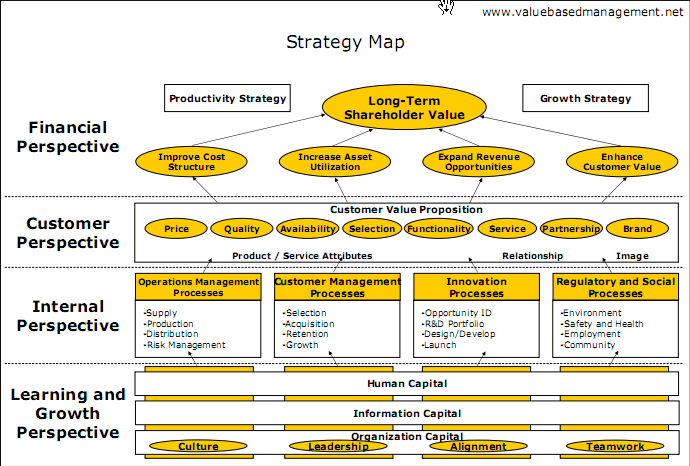 www.valuebasedmanagement.net
Strategy Map
Productivity Strategy
Long-Term
Shareholder Value
Growth Strategy
Financial
Perspective
Improve Cost
Structure
Increase Asset
Utilization
Expand Revenue
Opportunities
Enhance
Customer Value
Customer
Perspective
Customer Value Proposition
Price
Quality
Availability
Selection
Functionality
Service
Partnership
Brand
Product / Service Attributes
Relationship
Image
Internal
Perspective
Operations Management
Processes
-Supply
-Production
-Distribution
-Risk Management
Customer Management
Processes
-Selection
-Acquisition
-Retention
-Growth
Innovation
Processes
-Opportunity ID
-R&D Portfolio
-Design/Develop
-Launch
Regulatory and Social
Processes
-Environment
-Safety and Health
-Employment
-Community
Learning and
Growth
Perspective
Human Capital
Information Capital
Organization Capital
Culture
Leadership
Alignment
Teamwork